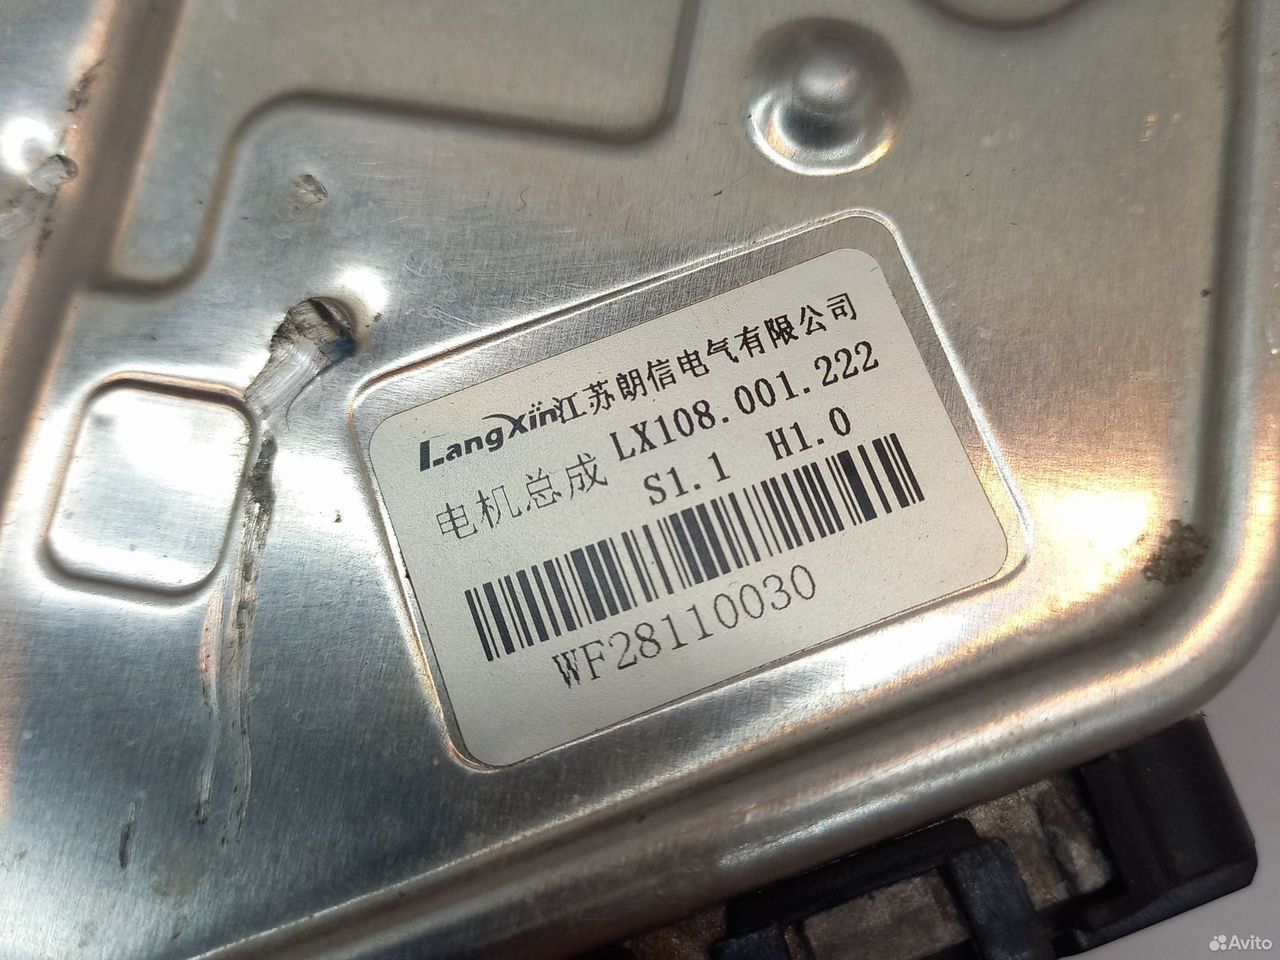 LangXin江苏朗信电气有限公司
电机总成 LX108.001.222
S1.1 H1.0
WF28110030
Avito